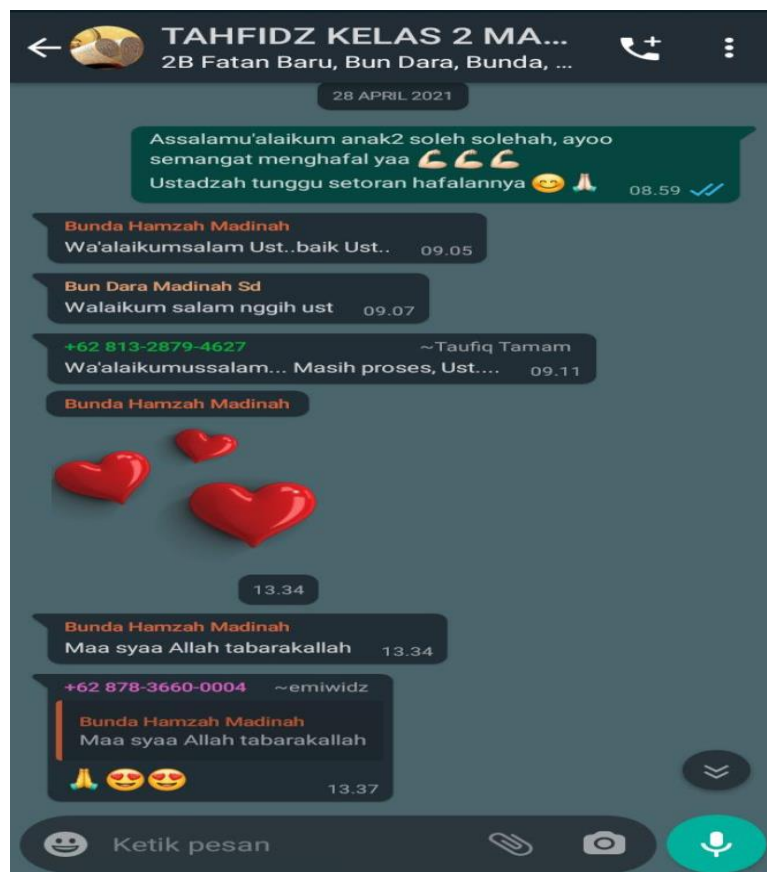 TAHFIDZ KELAS 2 MA...
2B Fatan Baru, Bun Dara, Bunda, ...
28 APRIL 2021
Assalamu'alaikum anak2 soleh solehah, ayoo
semangat menghafal yaa 💪🏻 💪🏻 💪🏻
Ustadzah tunggu setoran hafalannya 😊 🙏🏻 08.59
Bunda Hamzah Madinah
Wa'alaikumsalam Ust..baik Ust.. 09.05
Bun Dara Madinah Sd
Walaikum salam nggih ust 09.07
+62 813-2879-4627 ~Taufiq Tamam
Wa'alaikumussalam... Masih proses, Ust.... 09.11
Bunda Hamzah Madinah
13.34
Bunda Hamzah Madinah
Maa syaa Allah tabarakallah 13.34
+62 878-3660-0004 ~emiwidz
Bunda Hamzah Madinah
Maa syaa Allah tabarakallah
🙏😍😍 13.37
Ketik pesan